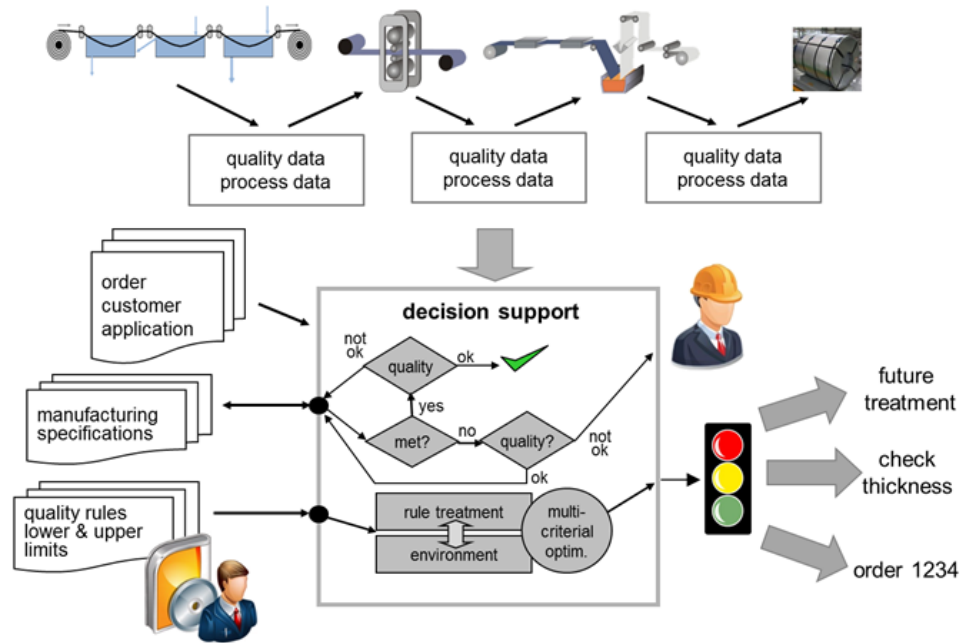 quality data
process data
quality data
process data
quality data
process data
order
customer
application
decision support
not
ok
quality
ok
yes
manufacturing
specifications
met?
no
quality?
not
ok
ok
quality rules
lower & upper
limits
rule treatment
environment
multi-
criterial
optim.
future
treatment
check
thickness
order 1234